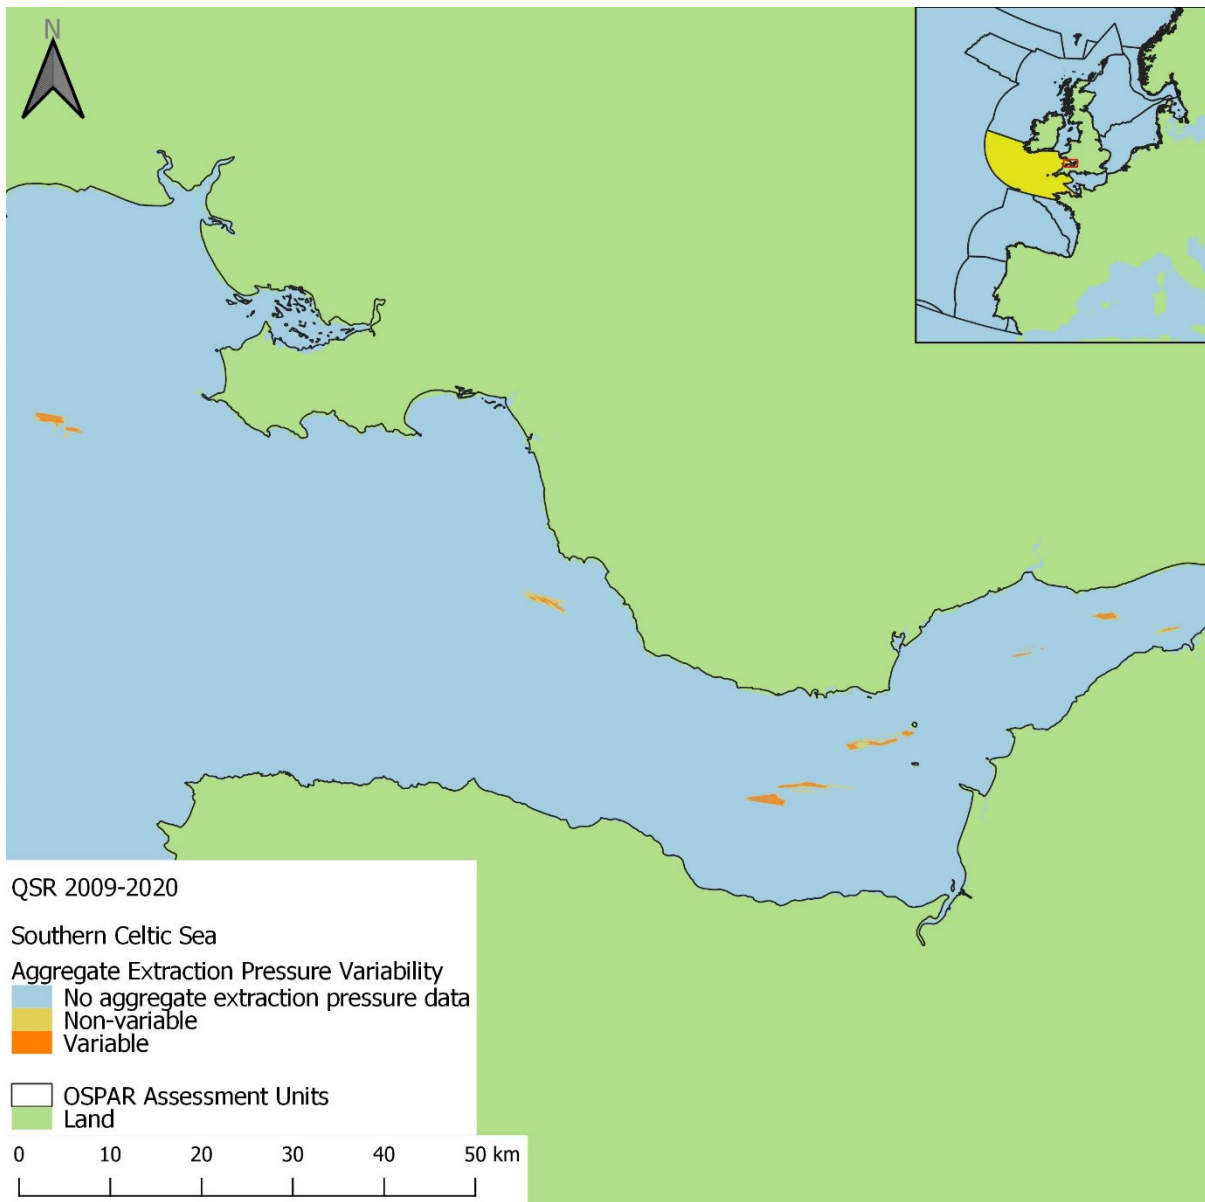 N
QSR 2009-2020
Southern Celtic Sea
Aggregate Extraction Pressure Variability
No aggregate extraction pressure data
Non-variable
Variable
OSPAR Assessment Units
Land
0 10 20 30 40 50 km